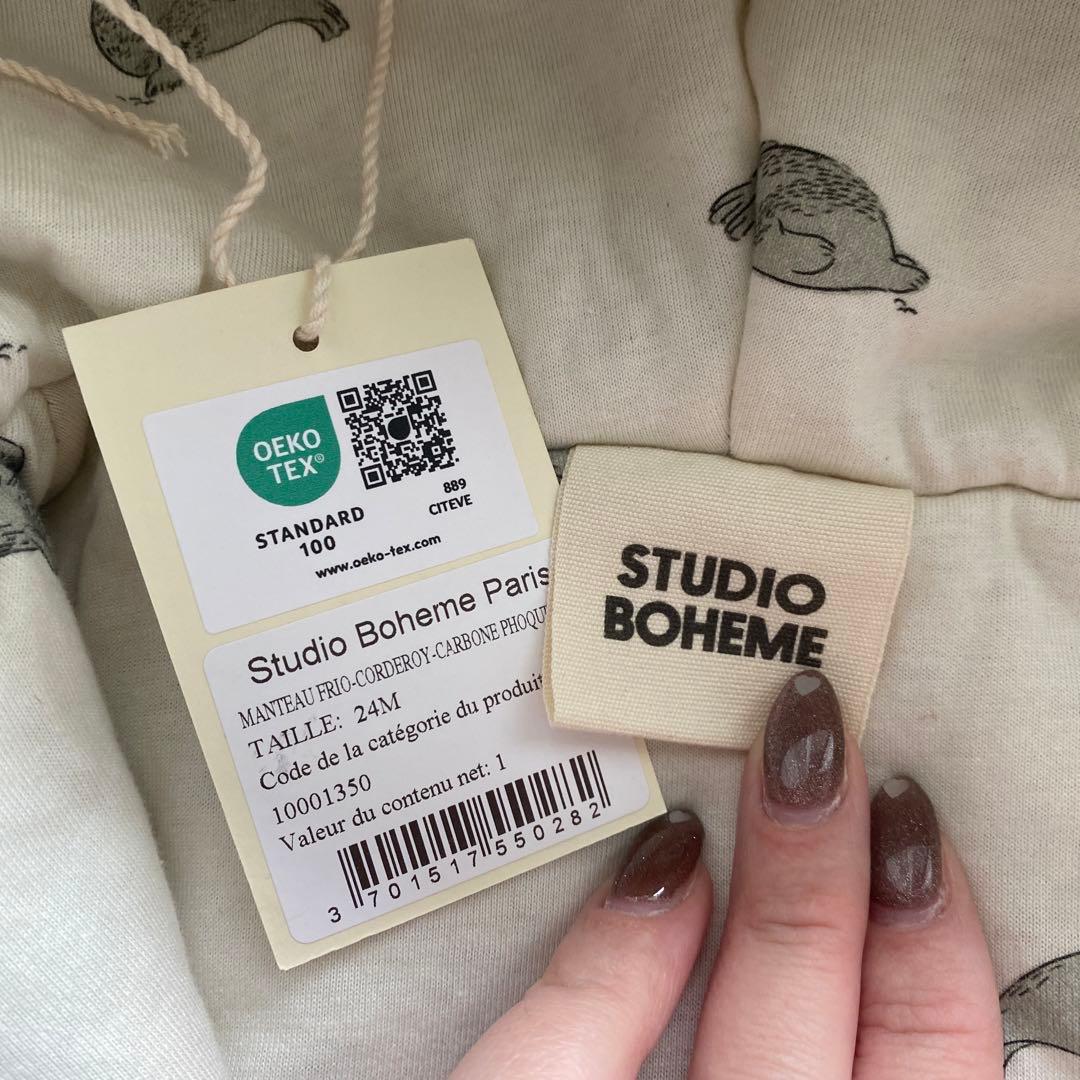 OEKO
TEX®
STANDARD
100
889
CITEVE
www.oeko-tex.com
Studio Boheme Paris
MANTEAU FRIO-CORDEROY-CARBONE PHOQU
TAILLE: 24M
Code de la catégorie du produit
10001350
Valeur du contenu net: 1
3 701517 550282
STUDIO
BOHEME